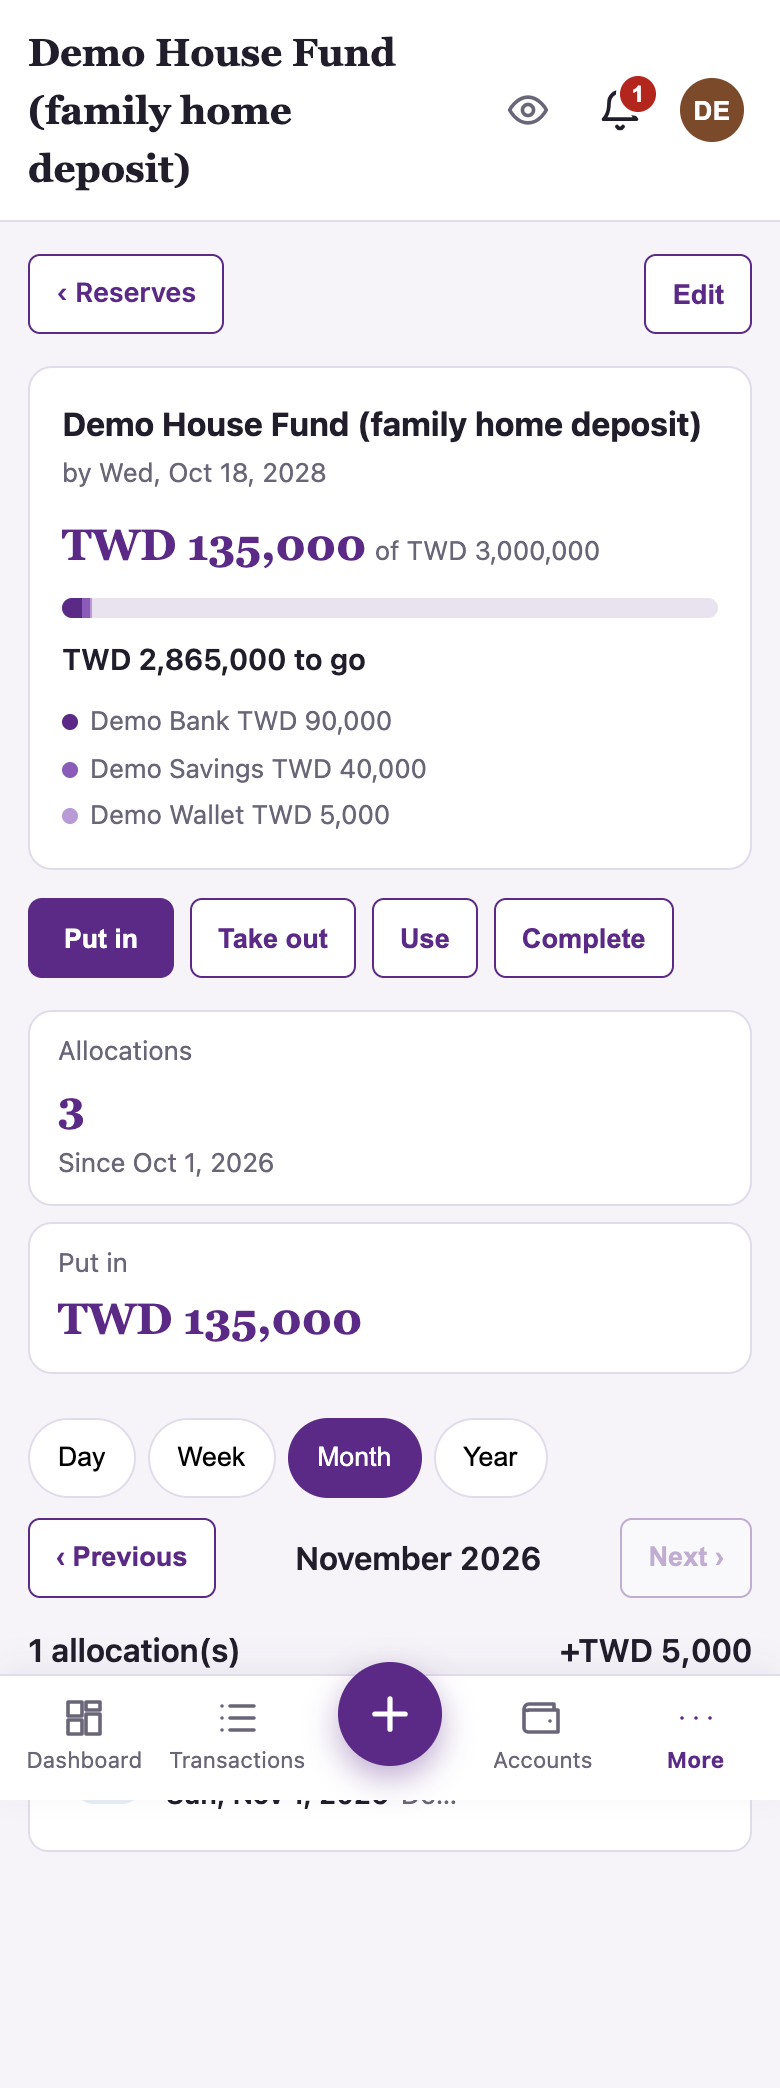 Demo House Fund
(family home
deposit)
1
DE
‹ Reserves
Edit
Demo House Fund (family home deposit)
by Wed, Oct 18, 2028
TWD 135,000 of TWD 3,000,000
TWD 2,865,000 to go
Demo Bank TWD 90,000
Demo Savings TWD 40,000
Demo Wallet TWD 5,000
Put in
Take out
Use
Complete
Allocations
3
Since Oct 1, 2026
Put in
TWD 135,000
Day
Week
Month
Year
‹ Previous
November 2026
Next ›
1 allocation(s)
+TWD 5,000
Dashboard
Transactions
Accounts
More
Sun, Nov 1, 2026